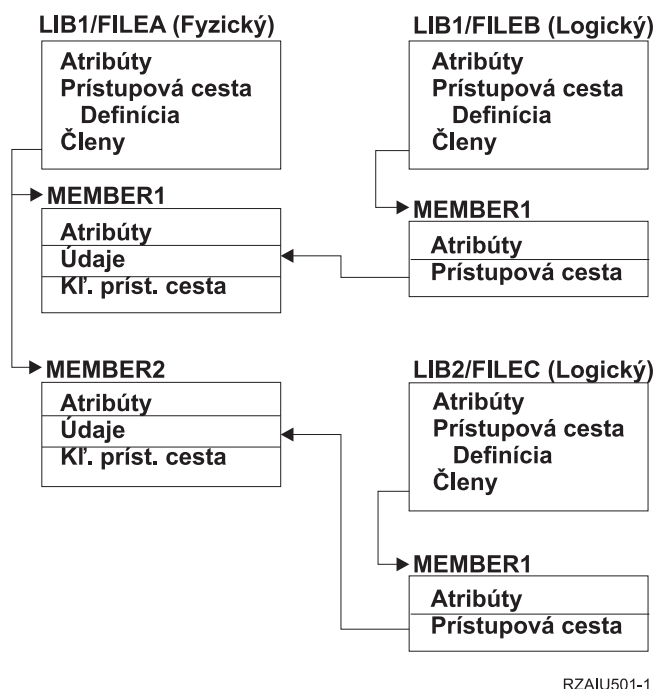 LIB1/FILEA (Fyzický)
Atribúty
Prístupová cesta
Definícia
Členy
MEMBER1
Atribúty
Údaje
Kľ. príst. cesta
MEMBER2
Atribúty
Údaje
Kľ. príst. cesta
LIB1/FILEB (Logický)
Atribúty
Prístupová cesta
Definícia
Členy
MEMBER1
Atribúty
Prístupová cesta
LIB2/FILEC (Logický)
Atribúty
Prístupová cesta
Definícia
Členy
MEMBER1
Atribúty
Prístupová cesta
RZAIU501-1